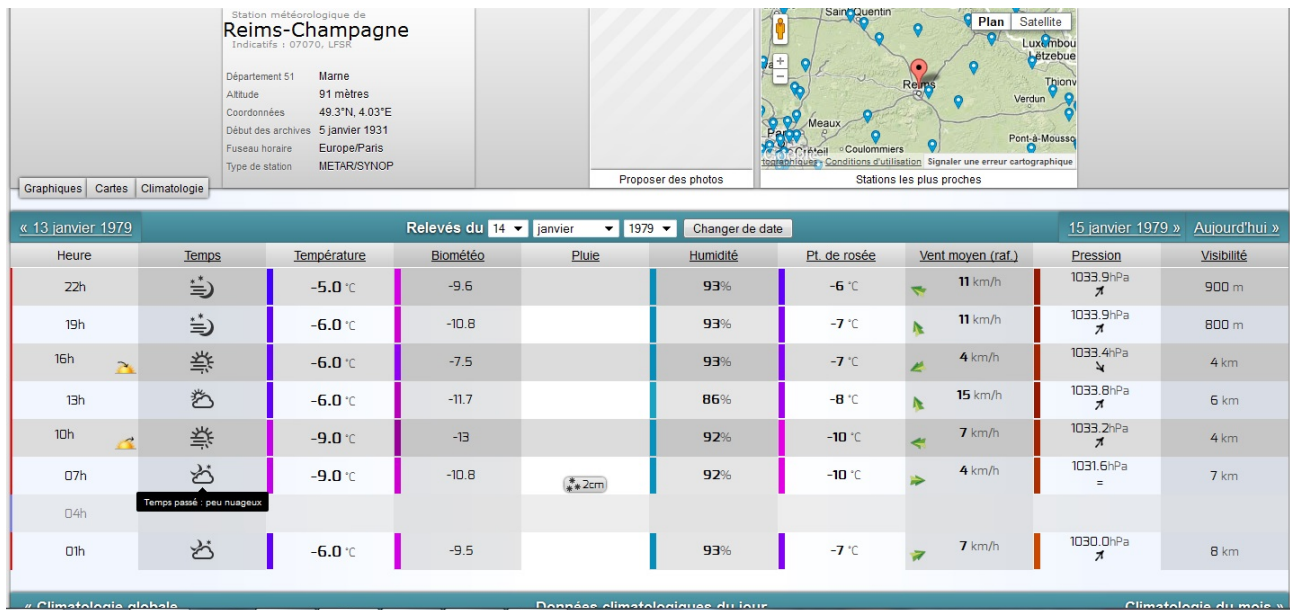 Station météorologique de
Reims-Champagne
Indicatifs : 07070, LFSR
Département 51 Marne
Altitude 91 mètres
Coordonnées 49.3°N, 4.03°E
Début des archives 5 janvier 1931
Fuseau horaire Europe/Paris
Type de station METAR/SYNOP
Graphiques Cartes Climatologie
Proposer des photos
Saint-Quentin
Plan Satellite
Luxembou
Lëtzebue
Thionv
Reims
Verdun
Meaux
Pont-à-Mousso
Créteil Coulommiers
Conditions d'utilisation Signaler une erreur cartographique
Stations les plus proches
« 13 janvier 1979 Relevés du 14 janvier 1979 Changer de date 15 janvier 1979 » Aujourd'hui »
Heure Temps Température Biométéo Pluie Humidité Pt. de rosée Vent moyen (raf.) Pression Visibilité
22h -5.0 °C -9.6 93% -6 °C 11 km/h 1033.9hPa 900 m
19h -6.0 °C -10.8 93% -7 °C 11 km/h 1033.9hPa 800 m
16h -6.0 °C -7.5 93% -7 °C 4 km/h 1033.4hPa 4 km
13h -6.0 °C -11.7 86% -8 °C 15 km/h 1033.8hPa 6 km
10h -9.0 °C -13 92% -10 °C 7 km/h 1033.2hPa 4 km
07h -9.0 °C -10.8 2cm 92% -10 °C 4 km/h 1031.6hPa = 7 km
Temps passé : peu nuageux
04h
01h -6.0 °C -9.5 93% -7 °C 7 km/h 1030.0hPa 8 km
« Climatologie globale Données climatologiques du jour Climatologie du mois »